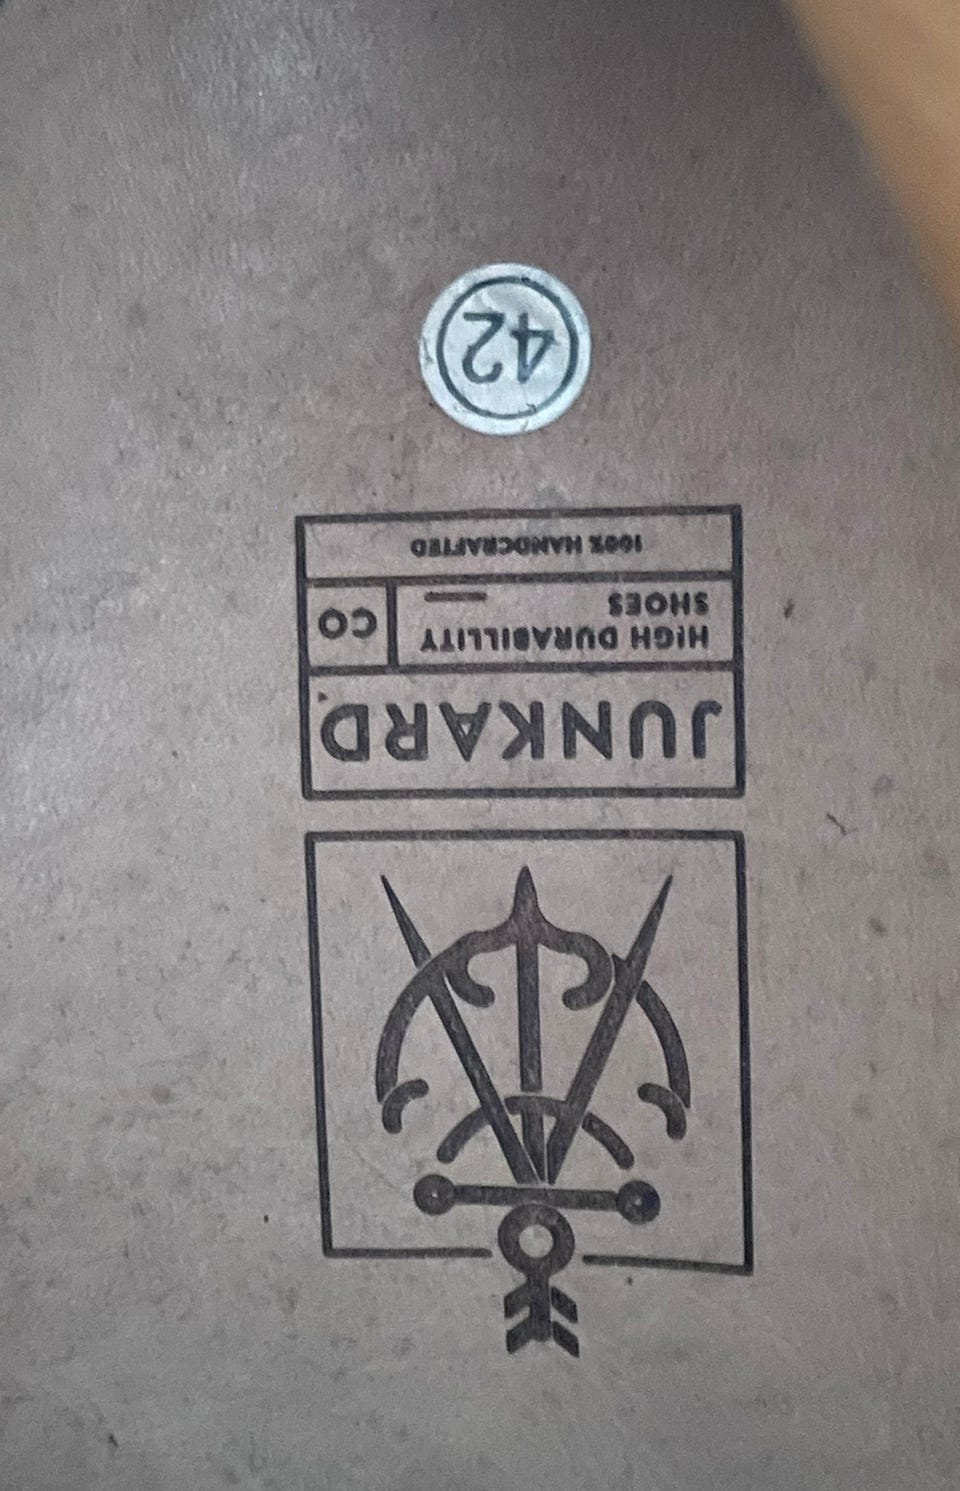 JUNKARD.
HIGH DURABILLITY
SHOES
CO
100% HANDCRAFTED
42